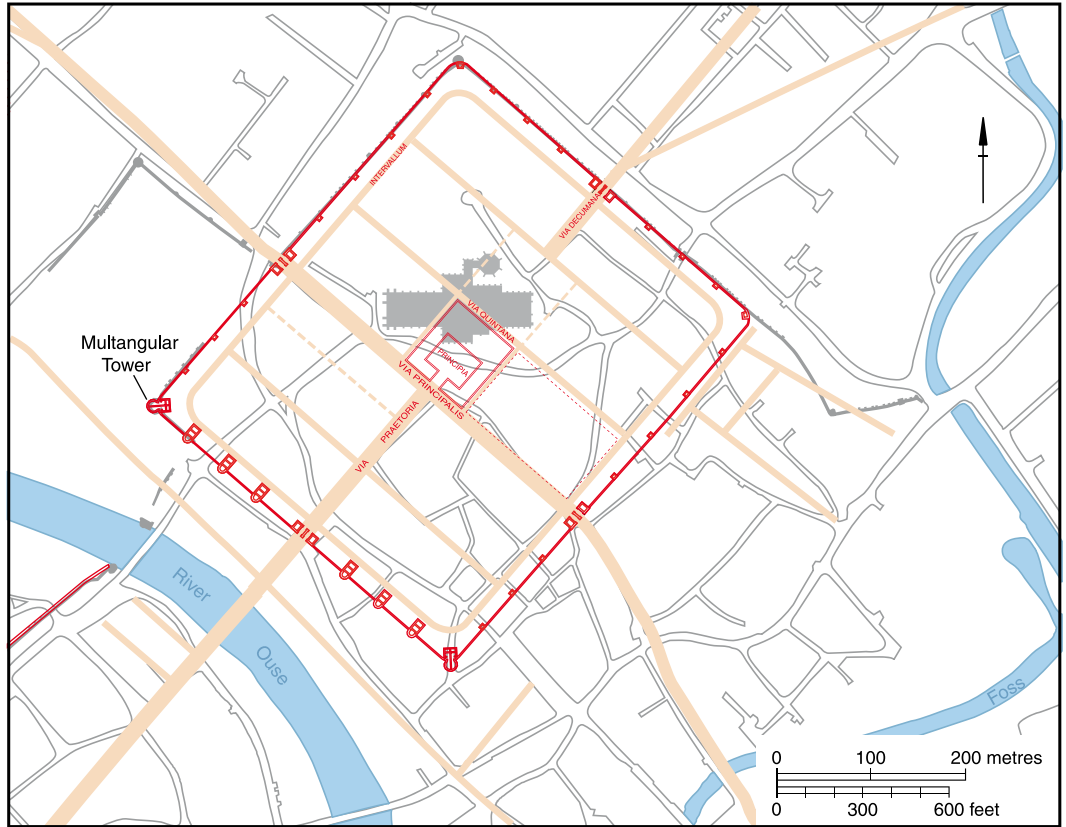 INTERVALLUM
VIA DECUMANA
VIA QUINTANA
PRINCIPIA
VIA PRINCIPALIS
VIA PRAETORIA
Multangular
Tower
River
Ouse
Foss
0 100 200 metres
0 300 600 feet